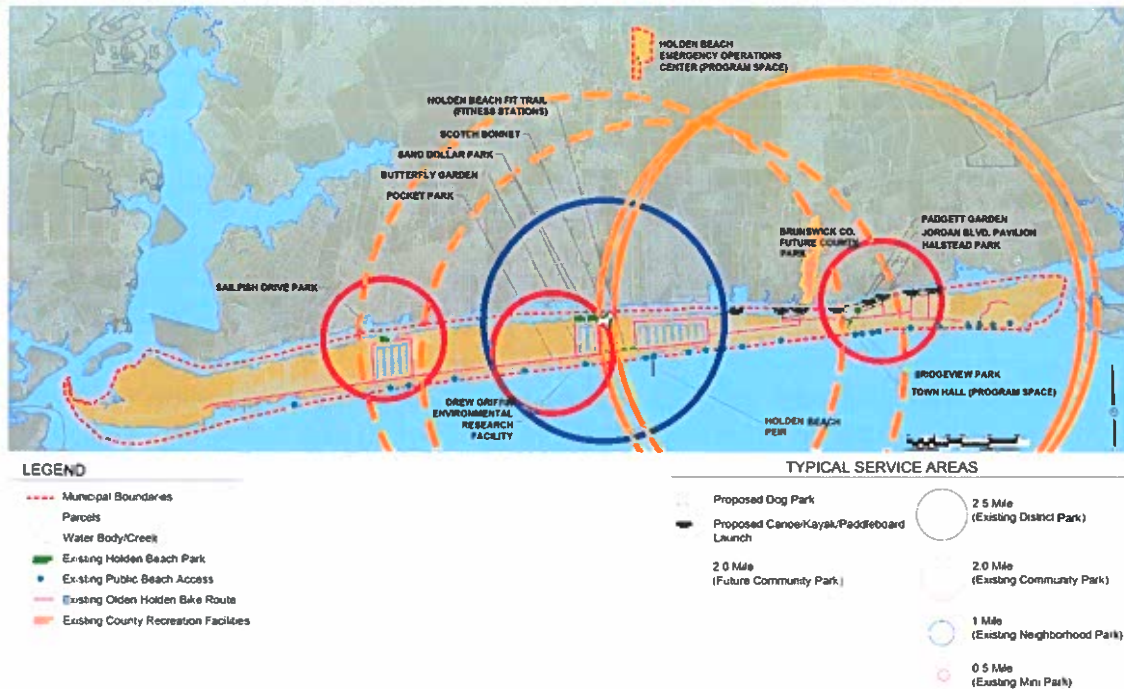 HOLDEN BEACH
EMERGENCY OPERATIONS
CENTER (PROGRAM SPACE)
HOLDEN BEACH FIT TRAIL
(FITNESS STATIONS)
SCOTCH BONNET
SAND DOLLAR PARK
BUTTERFLY GARDEN
POCKET PARK
SAILFISH DRIVE PARK
BRUNSWICK CO.
FUTURE COUNTY
PARK
PADGETT GARDEN
JORDAN BLVD. PAVILION
HALSTEAD PARK
DREW GRIFFIN
ENVIRONMENTAL
RESEARCH
FACILITY
HOLDEN BEACH
PEIR
BRIDGEVIEW PARK
TOWN HALL (PROGRAM SPACE)
LEGEND
Municipal Boundaries
Parcels
Water Body/Creek
Existing Holden Beach Park
Existing Public Beach Access
Existing Olden Holden Bike Route
Existing County Recreation Facilities
TYPICAL SERVICE AREAS
Proposed Dog Park
Proposed Canoe/Kayak/Paddleboard
Launch
2.0 Mile
(Future Community Park)
2.5 Mile
(Existing District Park)
2.0 Mile
(Existing Community Park)
1 Mile
(Existing Neighborhood Park)
0.5 Mile
(Existing Mini Park)